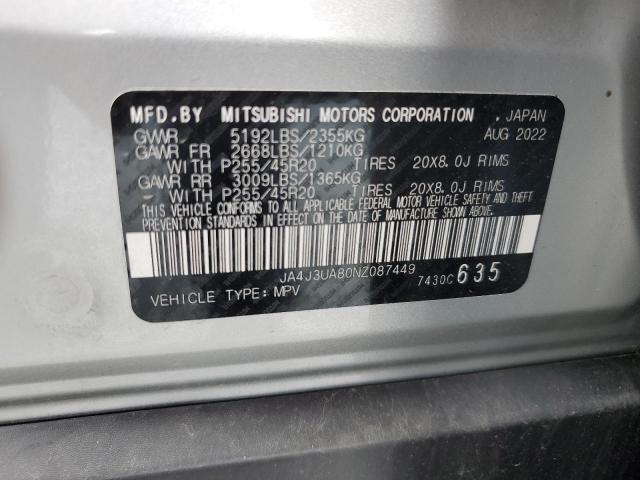 MFD.BY MITSUBISHI MOTORS CORPORATION . JAPAN
GVWR 5192LBS/2355KG AUG 2022
GAWR FR 2668LBS/1210KG
WITH P255/45R20 TIRES 20X8.0J RIMS
GAWR RR 3009LBS/1365KG
WITH P255/45R20 TIRES 20X8.0J RIMS
THIS VEHICLE CONFORMS TO ALL APPLICABLE FEDERAL MOTOR VEHICLE SAFETY AND THEFT
PREVENTION STANDARDS IN EFFECT ON THE DATE OF MANUFACTURE SHOWN ABOVE.
JA4J3UA80NZ087449
VEHICLE TYPE: MPV 7430C 635